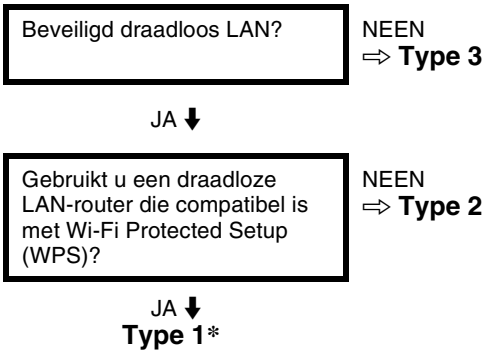 Beveiligd draadloos LAN?
NEEN
⇨ Type 3
JA ⬇
Gebruikt u een draadloze
LAN-router die compatibel is
met Wi-Fi Protected Setup
(WPS)?
NEEN
⇨ Type 2
JA ⬇
Type 1*